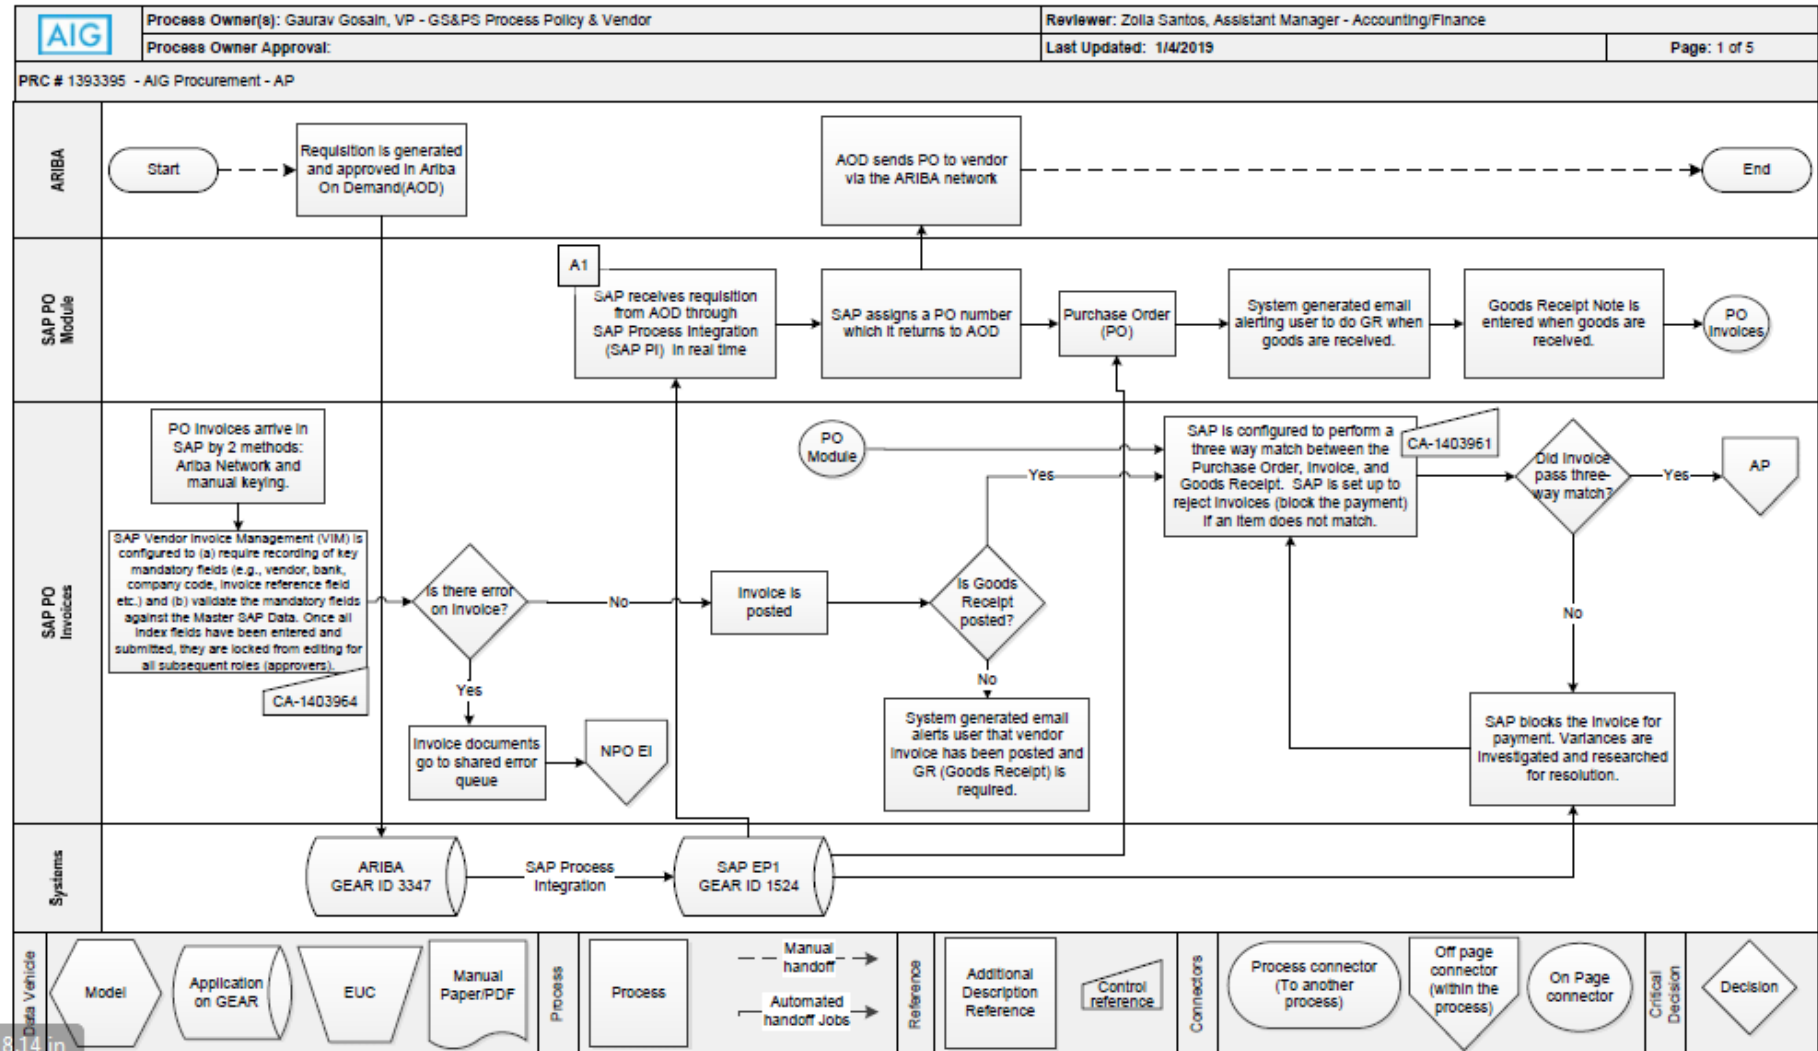 AIG
Process Owner(s): Gaurav Gosain, VP - GS&PS Process Policy & Vendor
Reviewer: Zolia Santos, Assistant Manager - Accounting/Finance
Process Owner Approval:
Last Updated: 1/4/2019
Page: 1 of 5
PRC # 1393395 - AIG Procurement - AP
ARIBA
Start
Requisition is generated
and approved in Ariba
On Demand(AOD)
AOD sends PO to vendor
via the ARIBA network
End
SAP PO
Module
A1
SAP receives requisition
from AOD through
SAP Process Integration
(SAP PI) in real time
SAP assigns a PO number
which it returns to AOD
Purchase Order
(PO)
System generated email
alerting user to do GR when
goods are received.
Goods Receipt Note is
entered when goods are
received.
PO
Invoices
SAP PO
Invoices
PO Invoices arrive in
SAP by 2 methods:
Ariba Network and
manual keying.
SAP Vendor Invoice Management (VIM) is
configured to (a) require recording of key
mandatory fields (e.g., vendor, bank,
company code, invoice reference field
etc.) and (b) validate the mandatory fields
against the Master SAP Data. Once all
index fields have been entered and
submitted, they are locked from editing for
all subsequent roles (approvers).
CA-1403964
Is there error
on Invoice?
No
Yes
Invoice documents
go to shared error
queue
NPO EI
Invoice is
posted
PO
Module
Is Goods
Receipt
posted?
Yes
No
System generated email
alerts user that vendor
invoice has been posted and
GR (Goods Receipt) is
required.
SAP is configured to perform a
three way match between the
Purchase Order, Invoice, and
Goods Receipt. SAP is set up to
reject invoices (block the payment)
if an item does not match.
CA-1403961
Did Invoice
pass three-
way match?
Yes
AP
No
SAP blocks the invoice for
payment. Variances are
investigated and researched
for resolution.
Systems
ARIBA
GEAR ID 3347
SAP Process
Integration
SAP EP1
GEAR ID 1524
Data Vehicle
Model
Application
on GEAR
EUC
Manual
Paper/PDF
Process
Process
Manual
handoff
Automated
handoff Jobs
Reference
Additional
Description
Reference
Control
reference
Connectors
Process connector
(To another
process)
Off page
connector
(within the
process)
On Page
connector
Critical
Decision
Decision
8.14 in